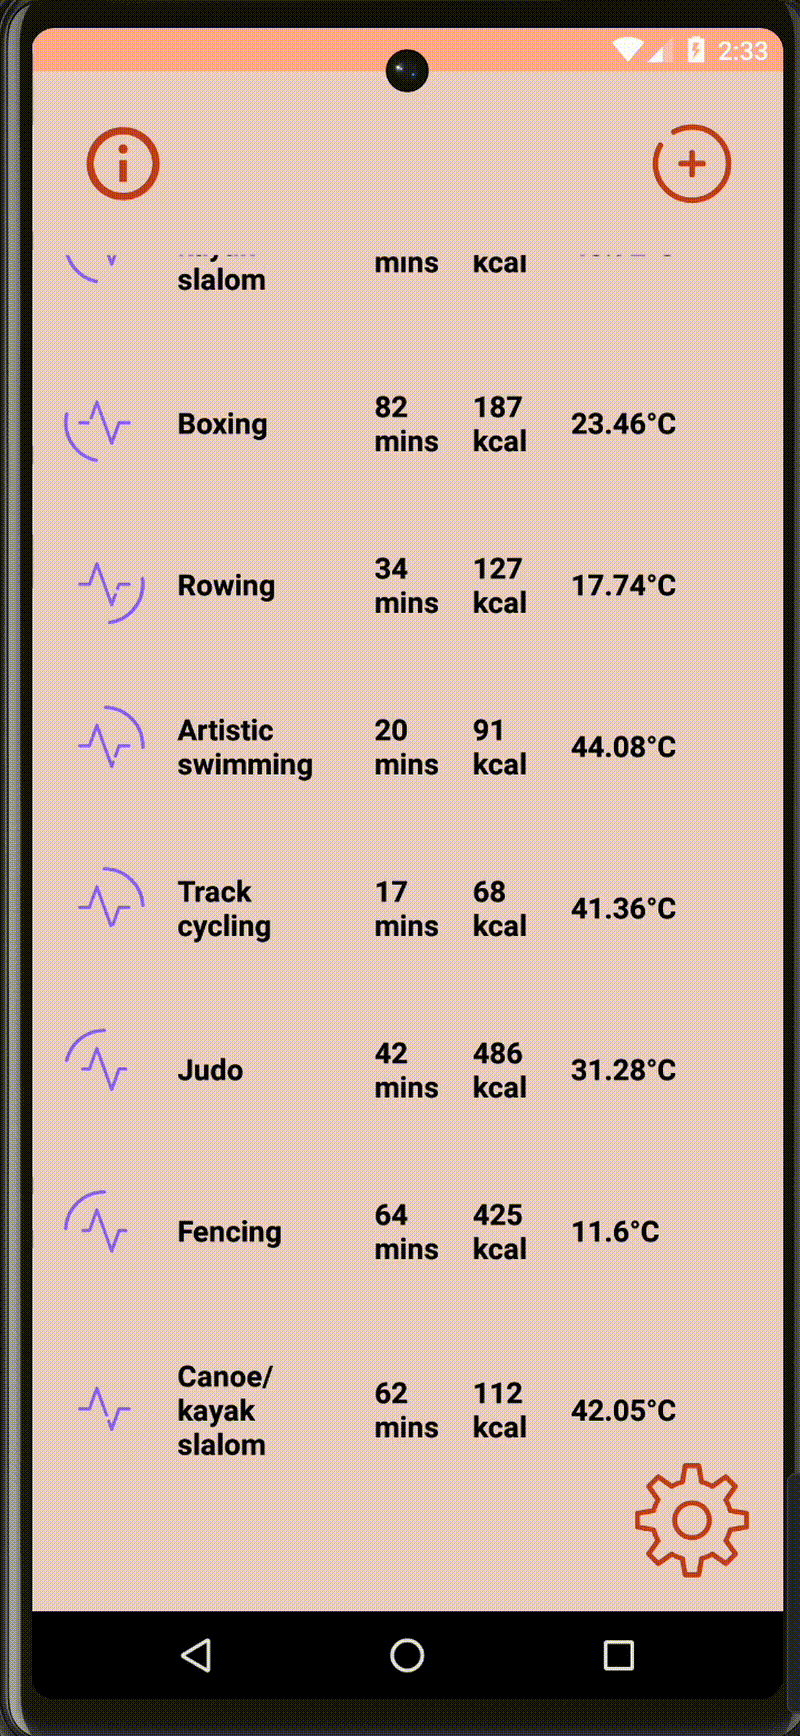 2:33
slalom
mins
kcal
Boxing
82 mins
187 kcal
23.46°C
Rowing
34 mins
127 kcal
17.74°C
Artistic swimming
20 mins
91 kcal
44.08°C
Track cycling
17 mins
68 kcal
41.36°C
Judo
42 mins
486 kcal
31.28°C
Fencing
64 mins
425 kcal
11.6°C
Canoe/
kayak
slalom
62 mins
112 kcal
42.05°C